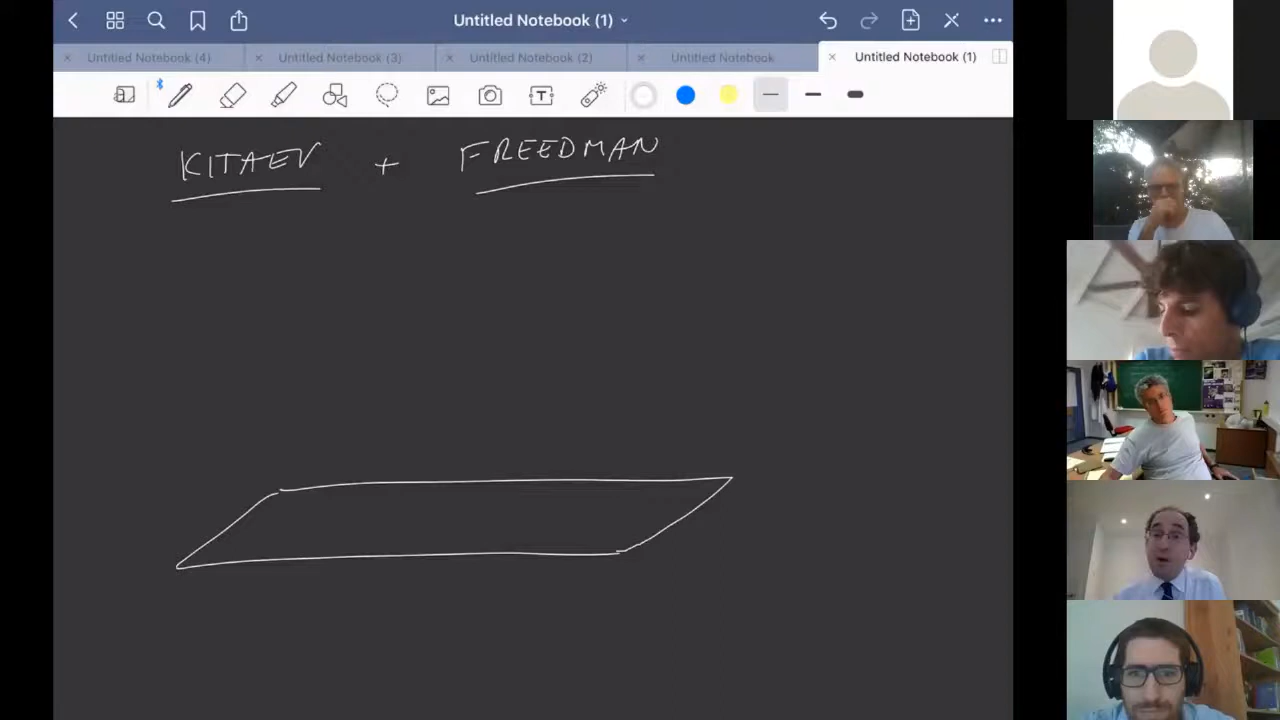 Untitled Notebook (1)
Untitled Notebook (4)
Untitled Notebook (3)
Untitled Notebook (2)
Untitled Notebook
Untitled Notebook (1)
T
KITAEV + FREEDMAN